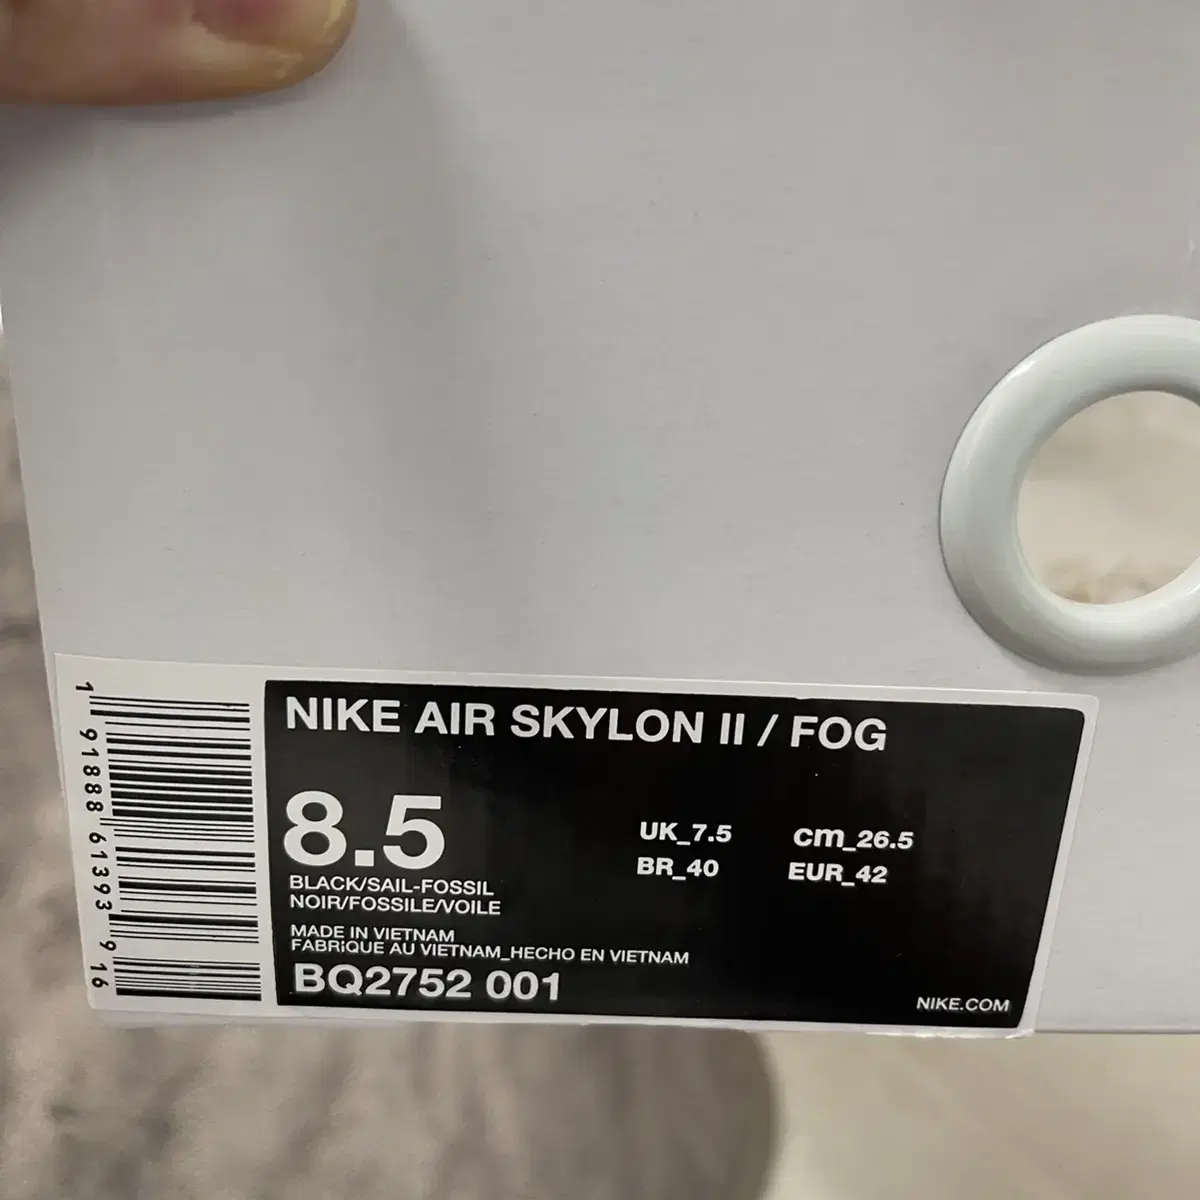 NIKE AIR SKYLON II / FOG
8.5
UK_7.5 cm_26.5
BR_40 EUR_42
BLACK/SAIL-FOSSIL
NOIR/FOSSILE/VOILE
MADE IN VIETNAM
FABRiQUE AU VIETNAM_HECHO EN VIETNAM
BQ2752 001
NIKE.COM
1 91888 61393 9 16